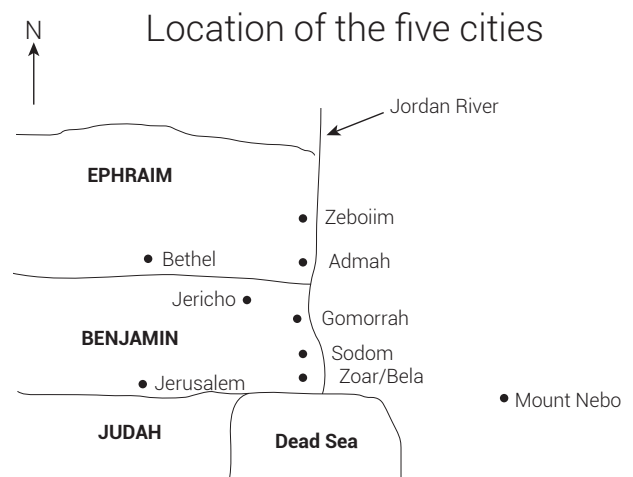 Location of the five cities
N
Jordan River
EPHRAIM
Zeboiim
Bethel
Admah
Jericho
Gomorrah
BENJAMIN
Sodom
Zoar/Bela
Jerusalem
Mount Nebo
JUDAH
Dead Sea